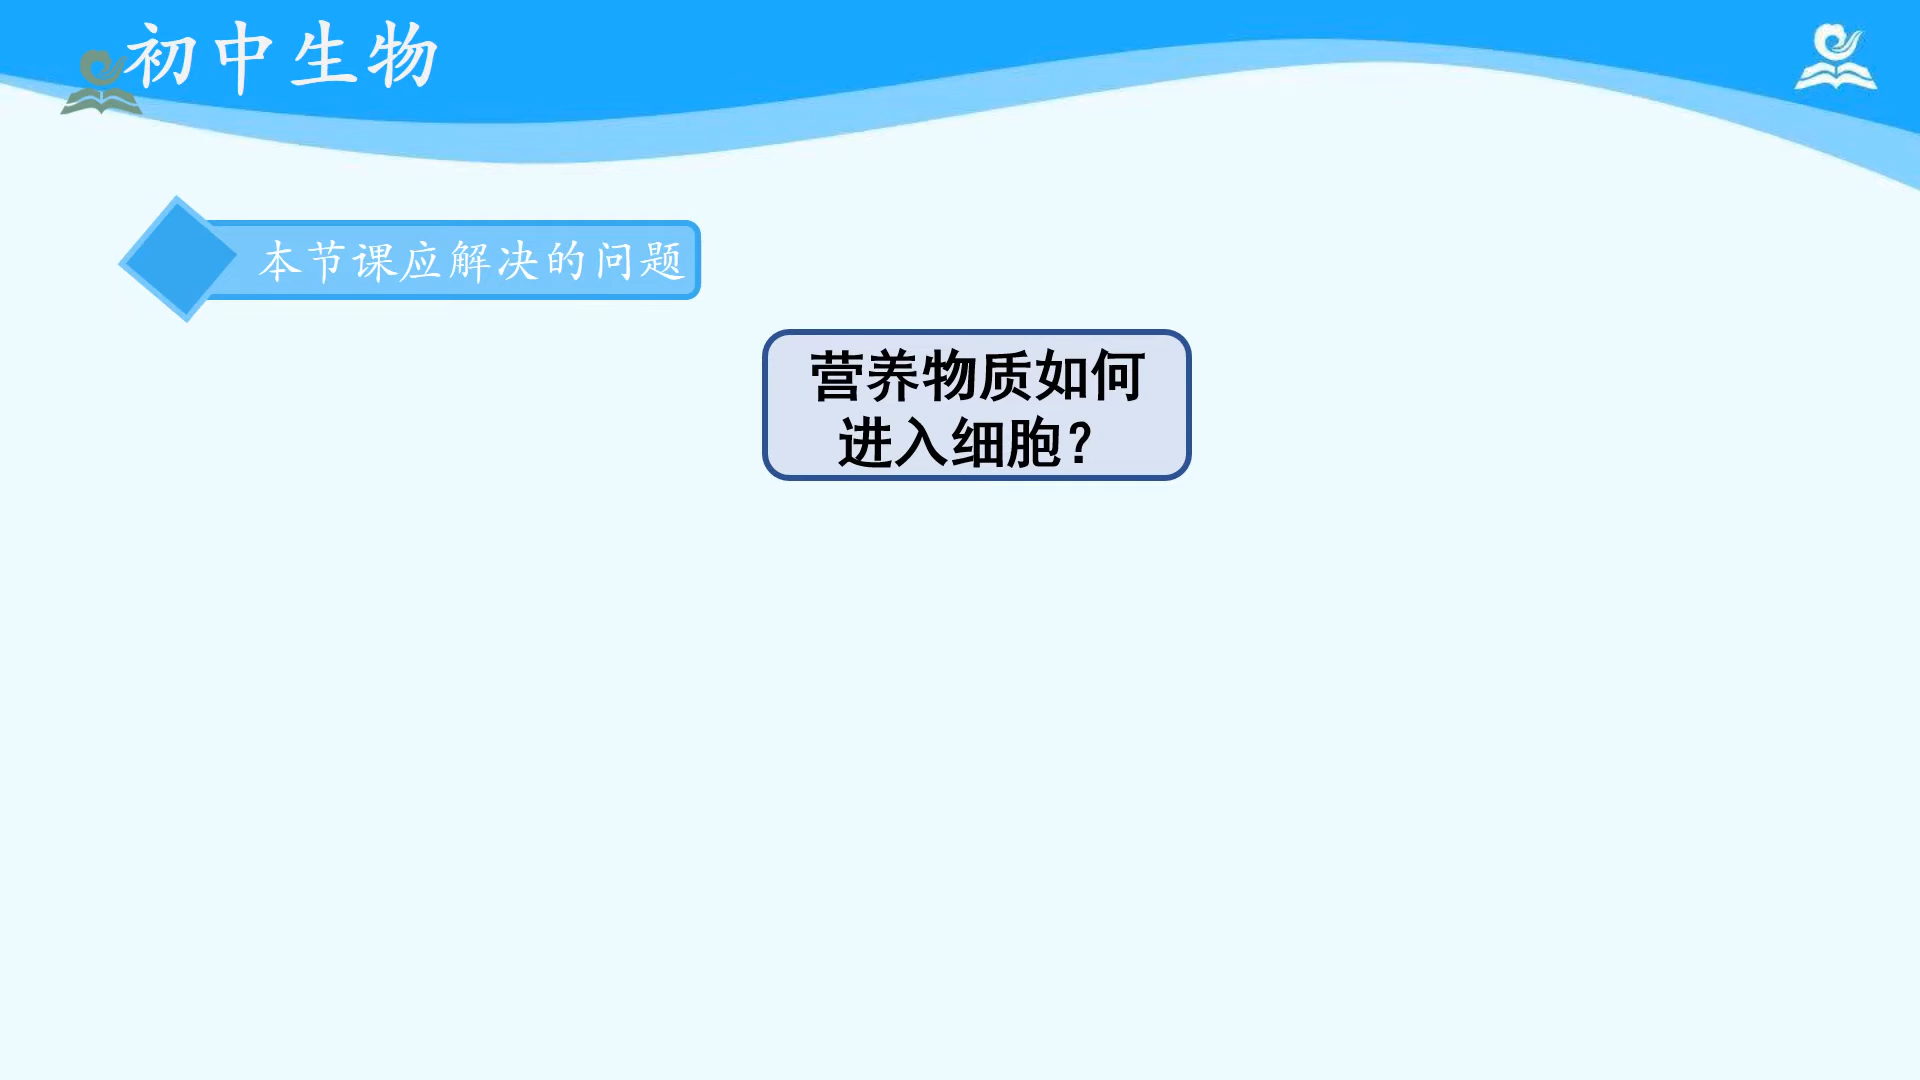 初中生物
本节课应解决的问题
营养物质如何
进入细胞？